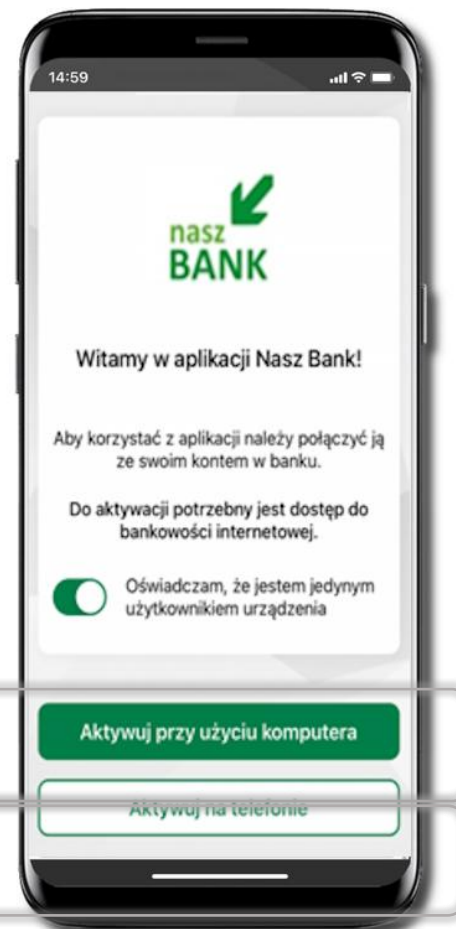 14:59
nasz
BANK
Witamy w aplikacji Nasz Bank!
Aby korzystać z aplikacji należy połączyć ją
ze swoim kontem w banku.
Do aktywacji potrzebny jest dostęp do
bankowości internetowej.
Oświadczam, że jestem jedynym
użytkownikiem urządzenia
Aktywuj przy użyciu komputera
Aktywuj na telefonie